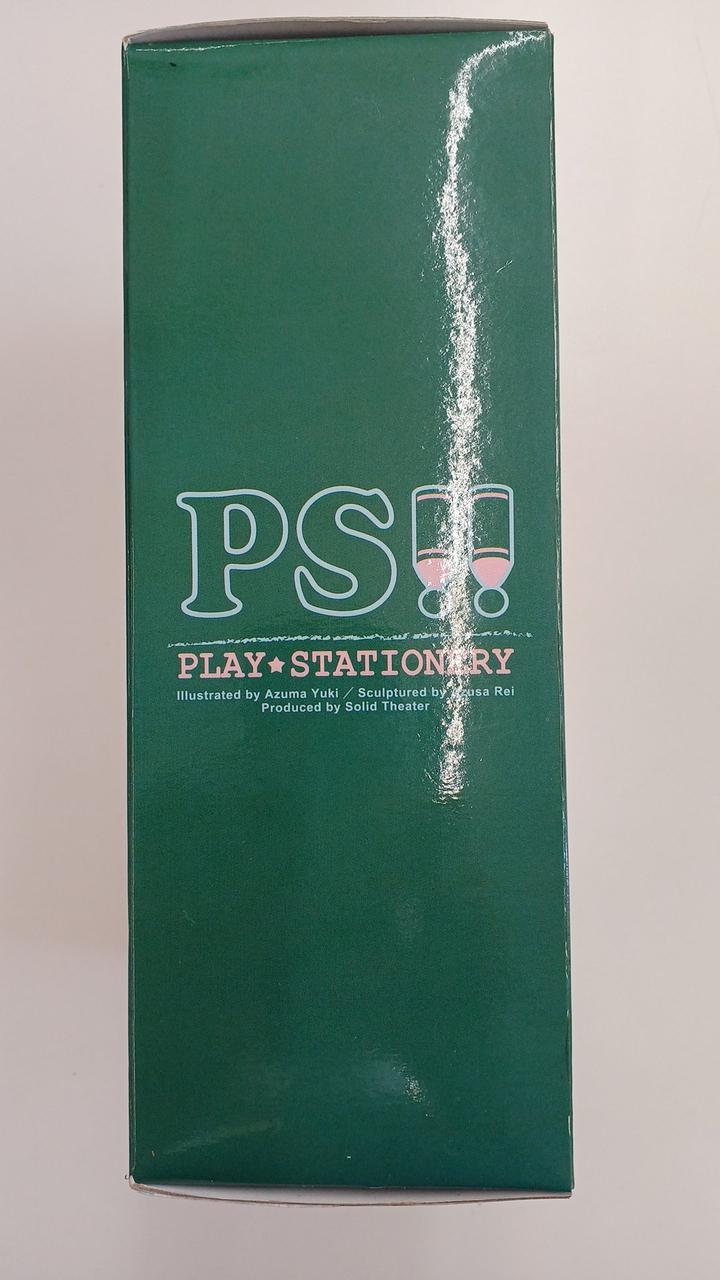 PS!!
PLAY★STATIONERY
Illustrated by Azuma Yuki / Sculptured by Rei
Produced by Solid Theater